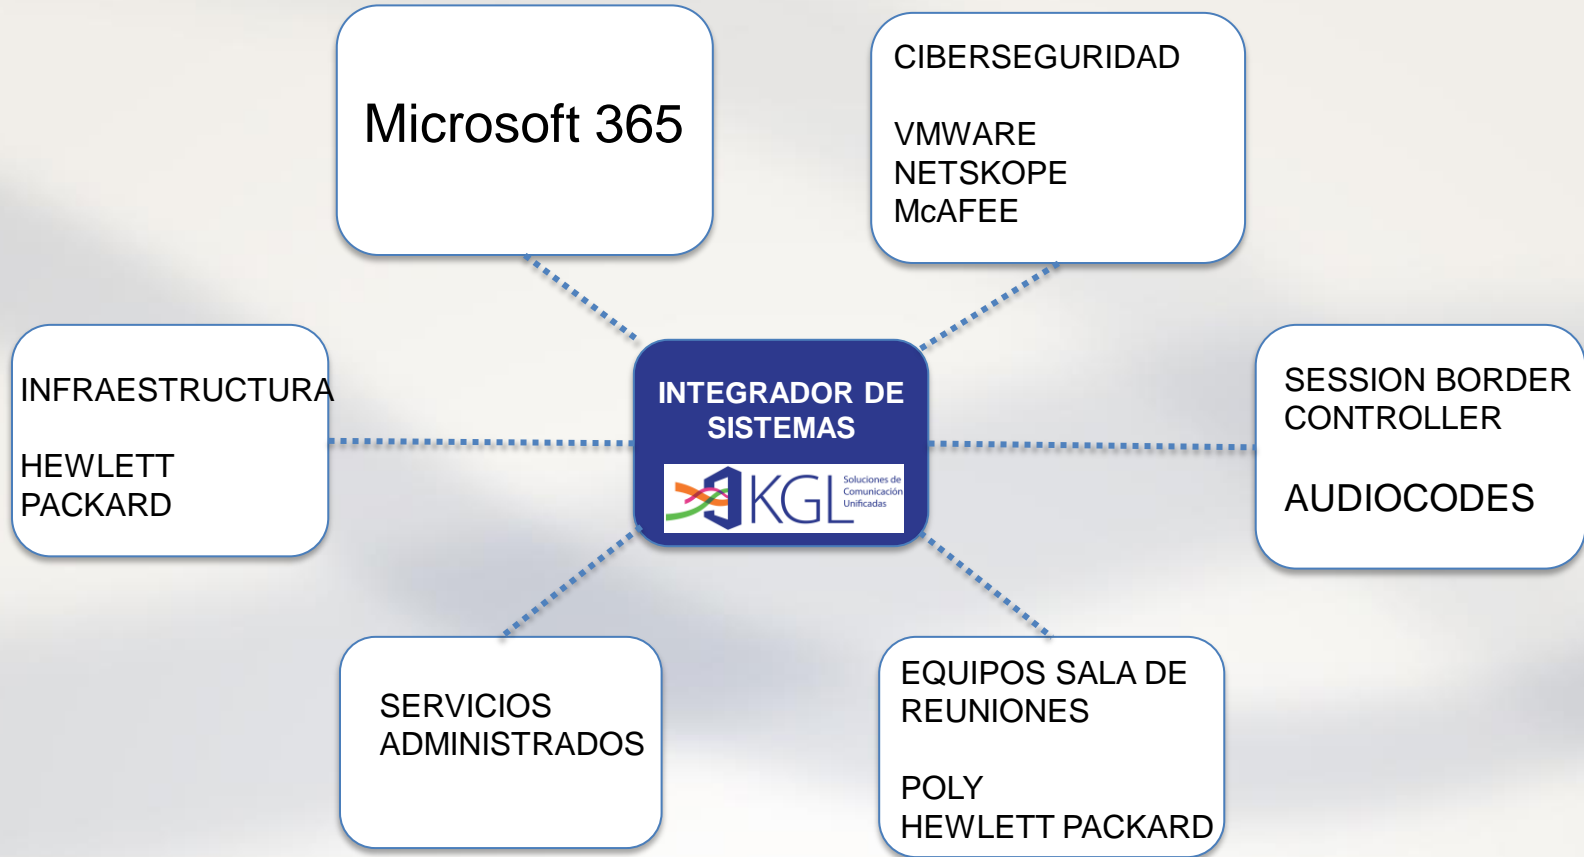 Microsoft 365
CIBERSEGURIDAD
VMWARE
NETSKOPE
McAFEE
INFRAESTRUCTURA
HEWLETT
PACKARD
INTEGRADOR DE
SISTEMAS
KGL
Soluciones de
Comunicación
Unificadas
SESSION BORDER
CONTROLLER
AUDIOCODES
SERVICIOS
ADMINISTRADOS
EQUIPOS SALA DE
REUNIONES
POLY
HEWLETT PACKARD